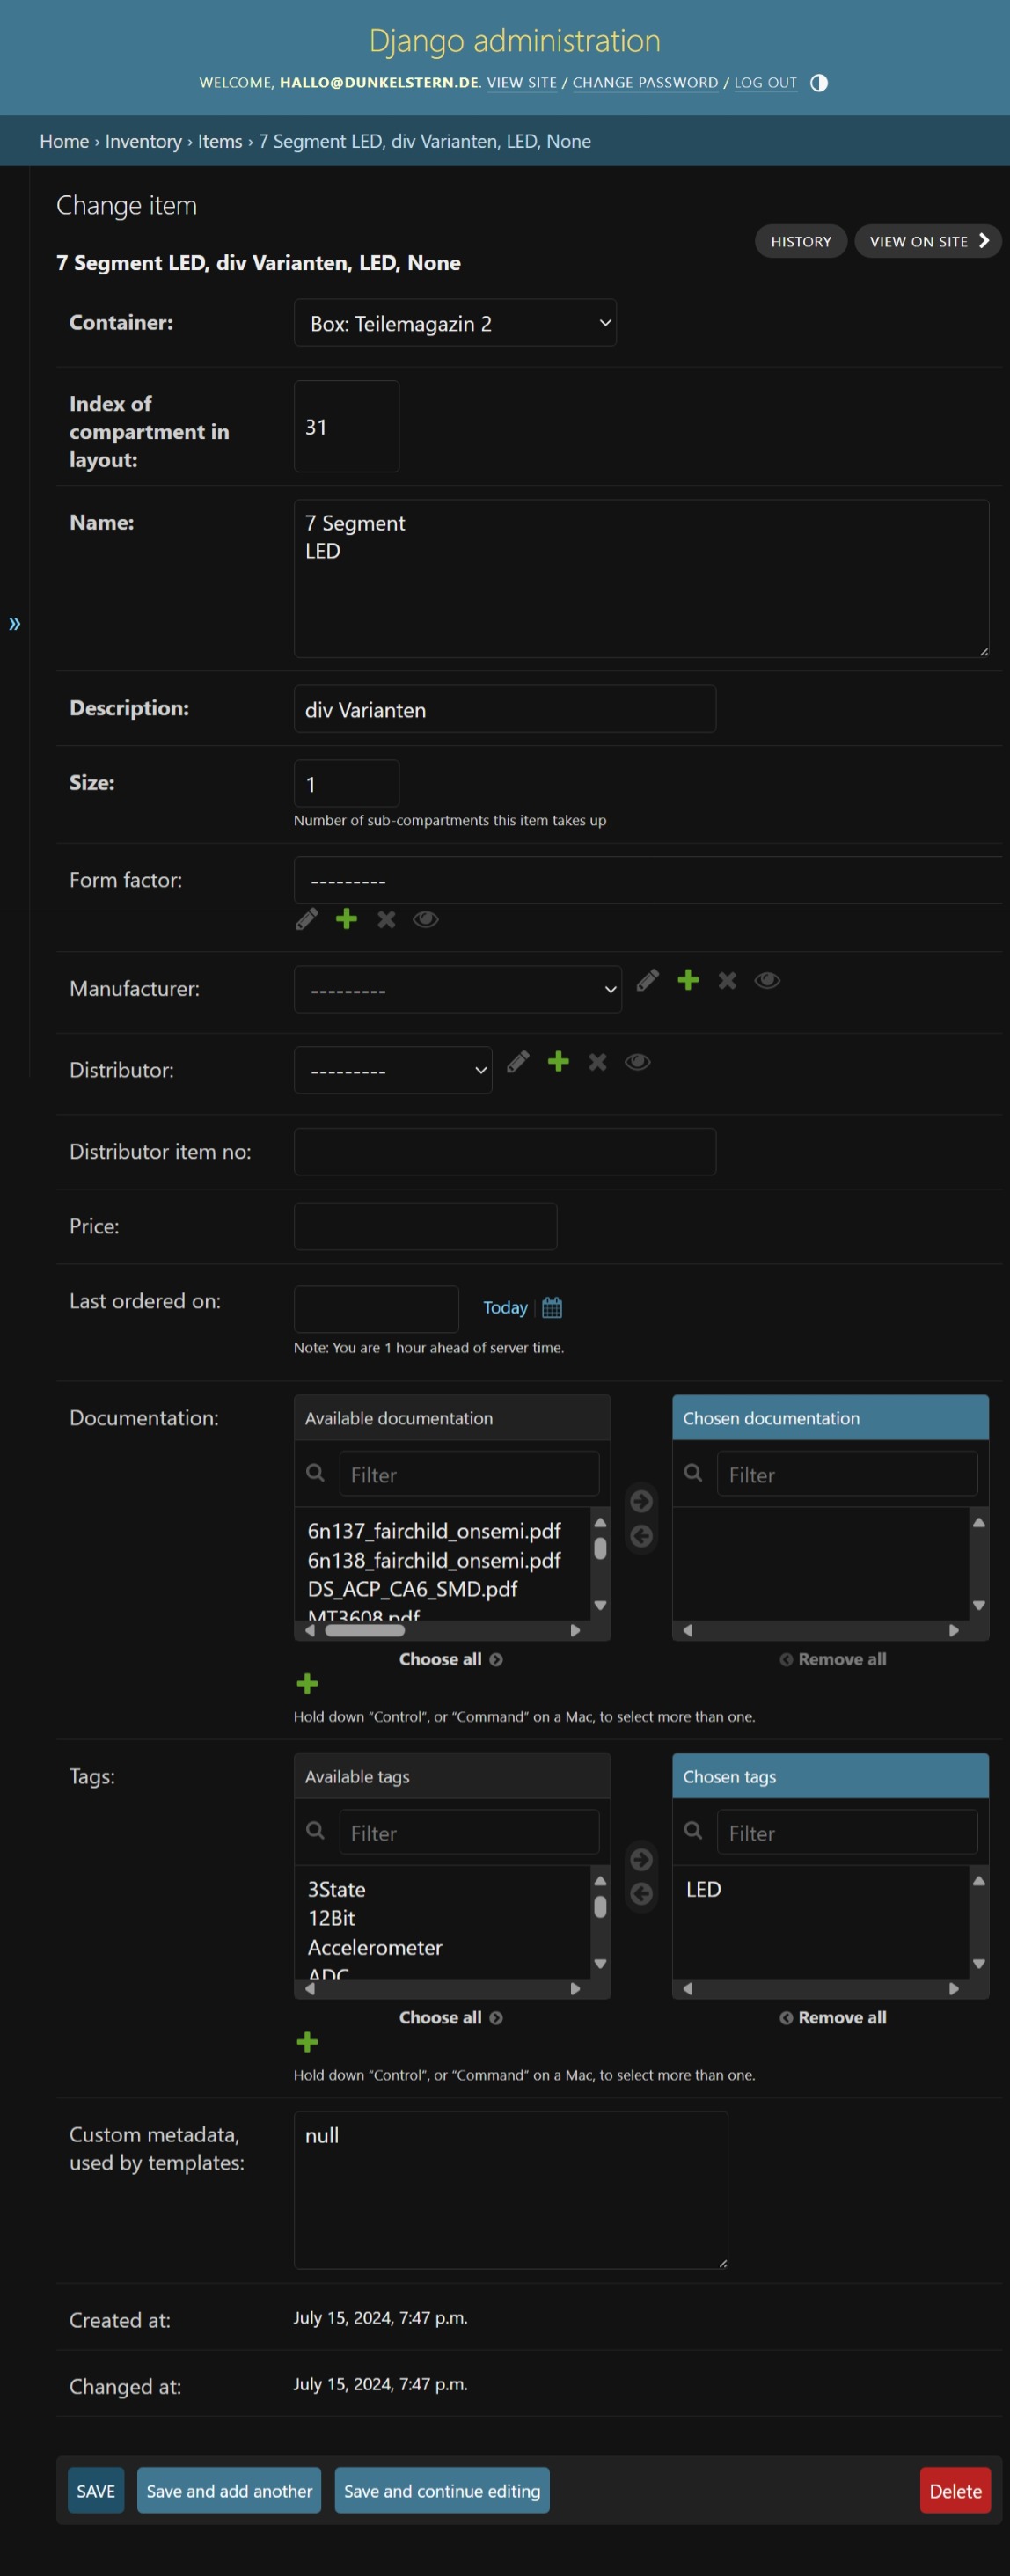 Django administration
WELCOME, HALLO@DUNKELSTERN.DE. VIEW SITE / CHANGE PASSWORD / LOG OUT
Home › Inventory › Items › 7 Segment LED, div Varianten, LED, None
Change item
HISTORY VIEW ON SITE
7 Segment LED, div Varianten, LED, None
Container: Box: Teilemagazin 2
Index of
compartment in
layout:
31
Name: 7 Segment
LED
»
Description: div Varianten
Size: 1
Number of sub-compartments this item takes up
Form factor: ---------
Manufacturer: ---------
Distributor: ---------
Distributor item no:
Price:
Last ordered on: Today
Note: You are 1 hour ahead of server time.
Documentation: Available documentation Chosen documentation
Filter Filter
6n137_fairchild_onsemi.pdf
6n138_fairchild_onsemi.pdf
DS_ACP_CA6_SMD.pdf
MT3608.pdf
Choose all Remove all
Hold down “Control”, or “Command” on a Mac, to select more than one.
Tags: Available tags Chosen tags
Filter Filter
3State LED
12Bit
Accelerometer
ADC
Choose all Remove all
Hold down “Control”, or “Command” on a Mac, to select more than one.
Custom metadata,
used by templates:
null
Created at: July 15, 2024, 7:47 p.m.
Changed at: July 15, 2024, 7:47 p.m.
SAVE Save and add another Save and continue editing Delete